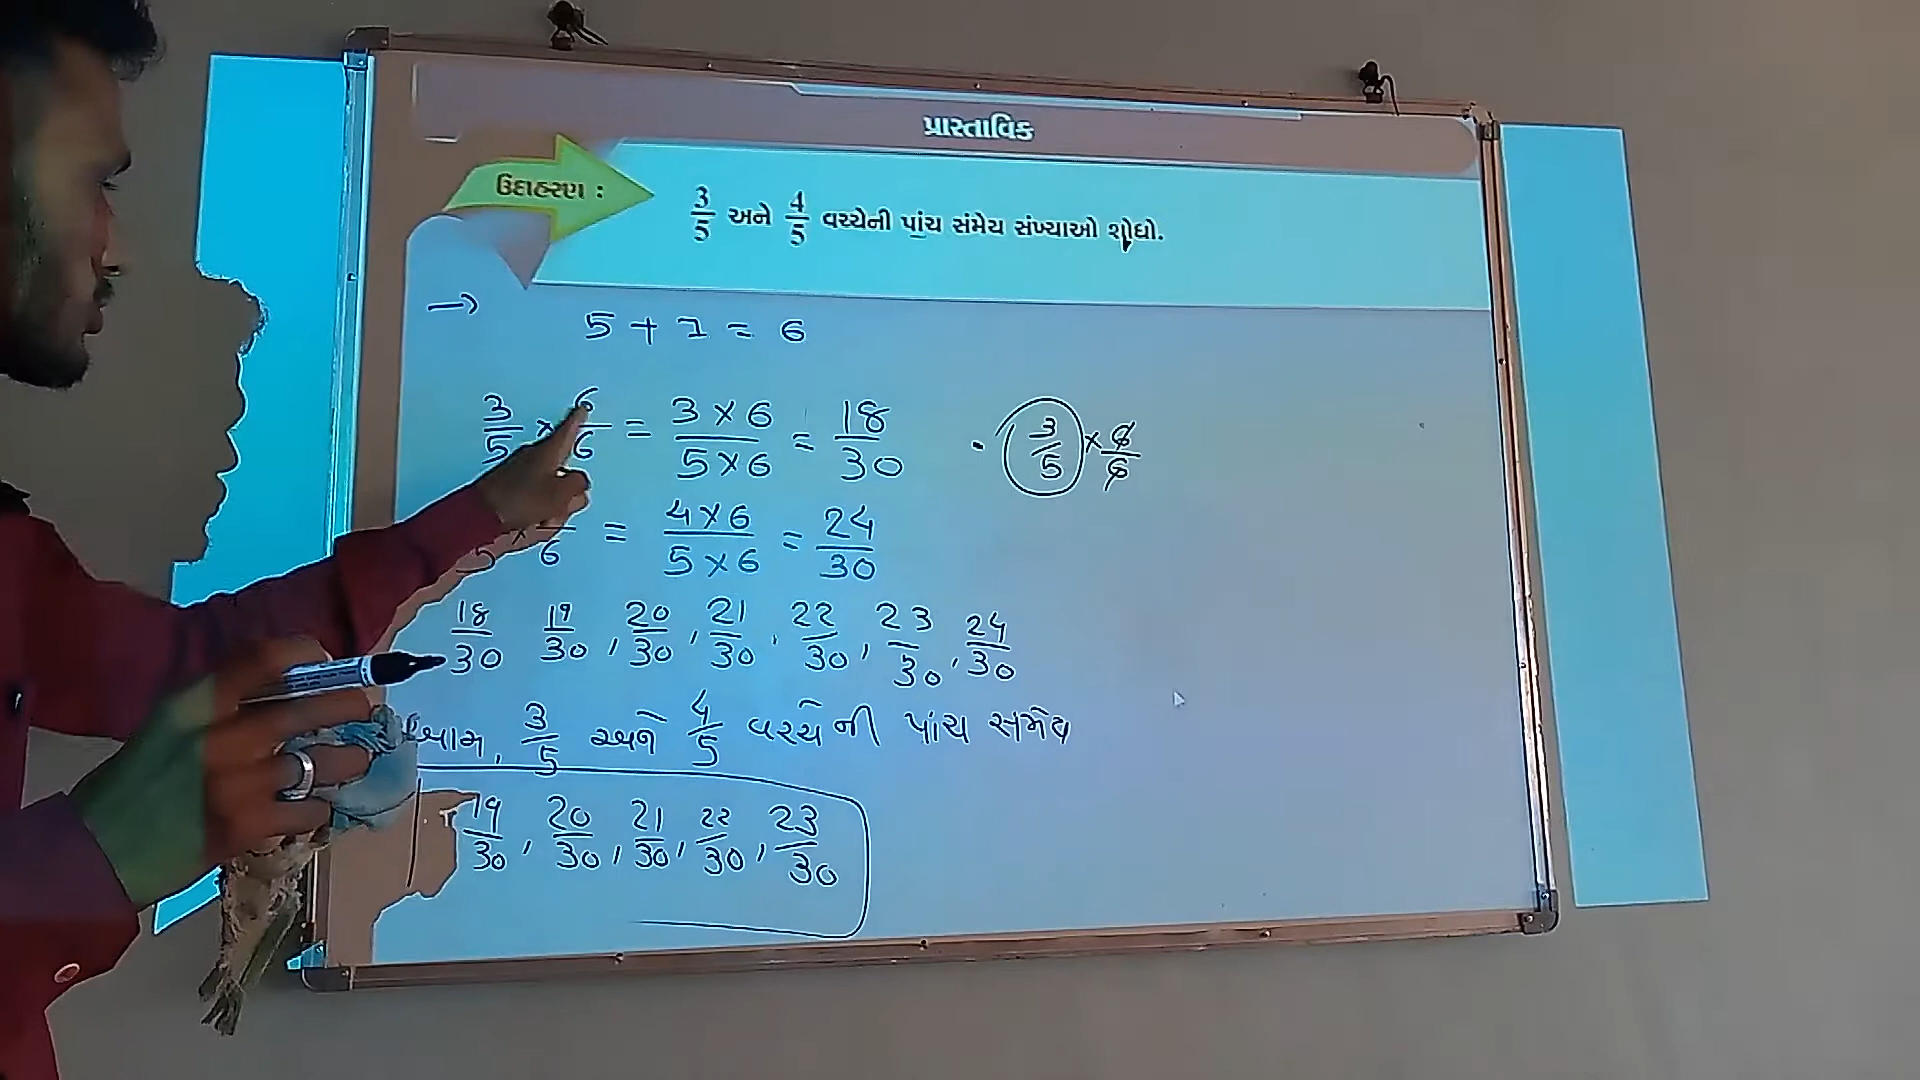 પ્રાસ્તાવિક
ઉદાહરણ :
3/5 અને 4/5 વચ્ચેની પાંચ સંમેય સંખ્યાઓ શોધો.
→ 5 + 1 = 6
3/5 × 6/6 = 3 × 6 / 5 × 6 = 18/30
· 3/5 × 6/6
5 × 6 = 4 × 6 / 5 × 6 = 24/30
18/30 19/30 , 20/30 , 21/30 , 22/30 , 23/30 , 24/30
આમ, 3/5 અને 4/5 વચ્ચેની પાંચ સંમેય
19/30 , 20/30 , 21/30 , 22/30 , 23/30